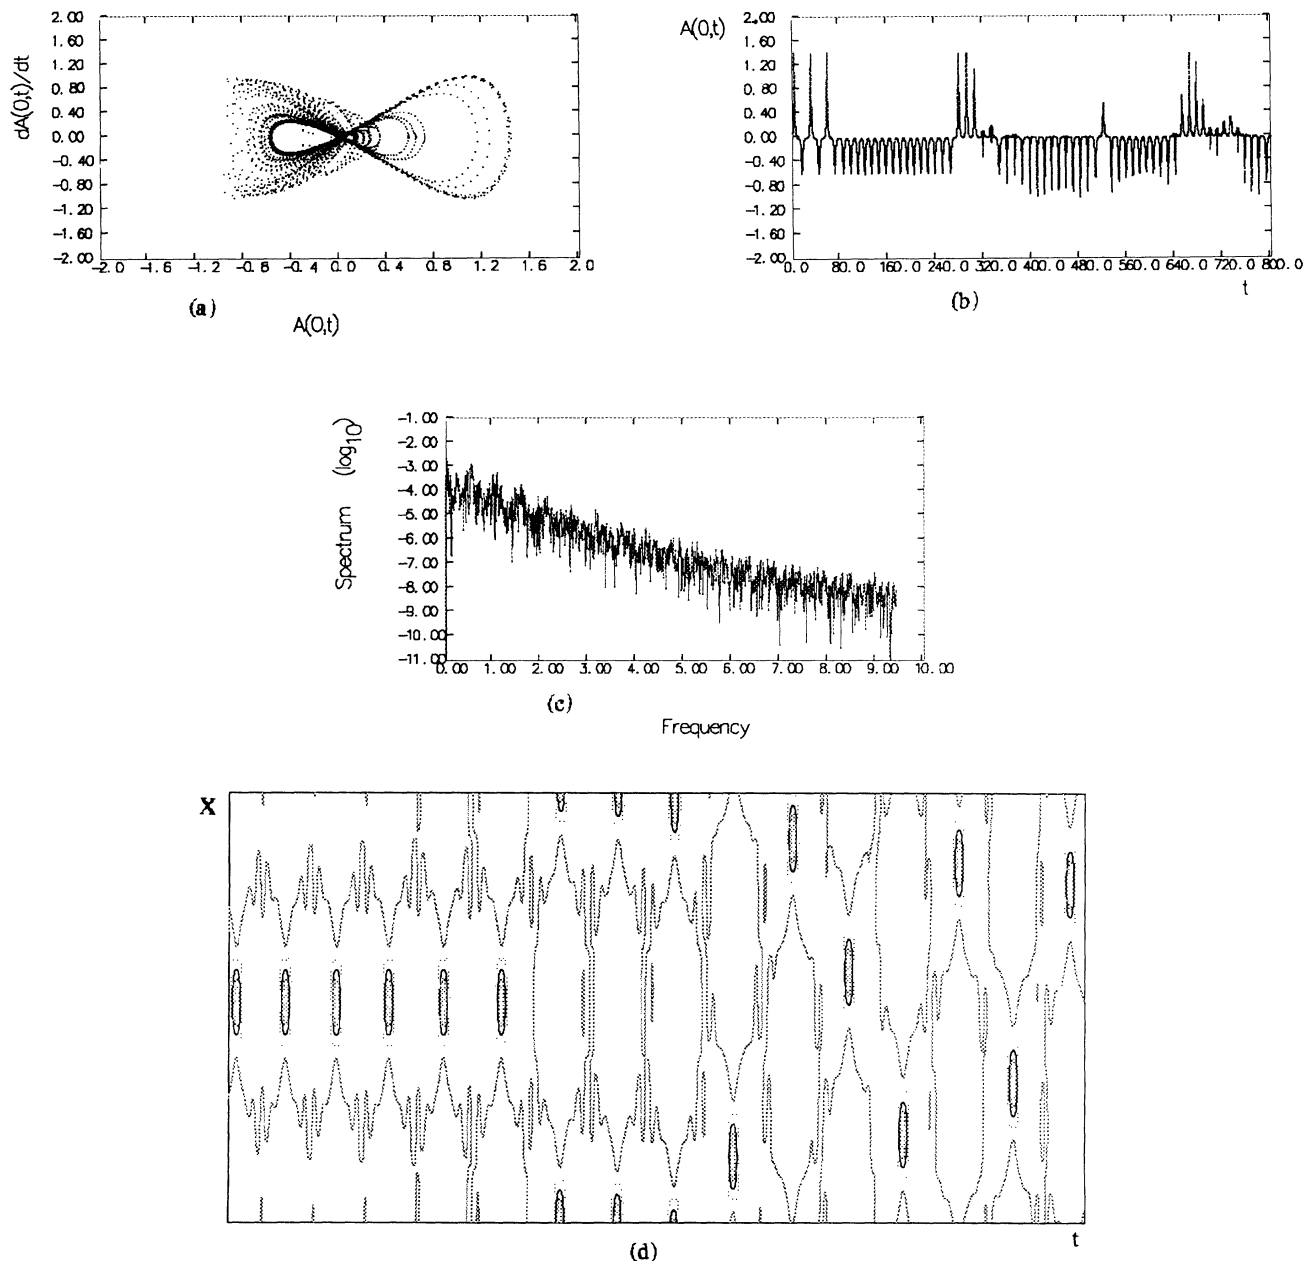 dA(0,t)/dt
2.00
1.60
1.20
0.80
0.40
0.00
-0.40
-0.80
-1.20
-1.60
-2.00
-2.0 -1.6 -1.2 -0.8 -0.4 0.0 0.4 0.8 1.2 1.6 2.0
(a)
A(0,t)
A(0,t)
2.00
1.60
1.20
0.80
0.40
0.00
-0.40
-0.80
-1.20
-1.60
-2.00
0.0 80.0 160.0 240.0 320.0 400.0 480.0 560.0 640.0 720.0 800.0
t
(b)
Spectrum (log10)
-1.00
-2.00
-3.00
-4.00
-5.00
-6.00
-7.00
-8.00
-9.00
-10.00
-11.00
0.00 1.00 2.00 3.00 4.00 5.00 6.00 7.00 8.00 9.00 10.00
(c)
Frequency
X
t
(d)